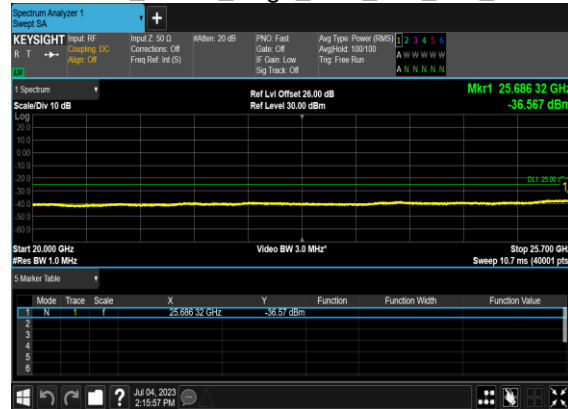 Spectrum Analyzer 1
Swept SA
+
KEYSIGHT Input: RF Input Z: 50 Ω #Atten: 20 dB PNO: Fast Avg Type: Power (RMS) 1 2 3 4 5 6
R T Coupling: DC Corrections: Off Gate: Off Avg|Hold: 100/100 A W W W W W
Align: Off Freq Ref: Int (S) IF Gain: Low Trig: Free Run
LW Sig Track: Off A N N N N N
1 Spectrum Ref Lvl Offset 26.00 dB Mkr1 25.686 32 GHz
Scale/Div 10 dB Ref Level 30.00 dBm -36.567 dBm
Log
20.0
10.0
0.00
-10.0
-20.0 DL1 -25.00
-30.0 1
-40.0
-50.0
-60.0
Start 20.000 GHz Video BW 3.0 MHz* Stop 25.700 GHz
#Res BW 1.0 MHz Sweep 10.7 ms (40001 pts)
5 Marker Table
Mode Trace Scale X Y Function Function Width Function Value
1 N 1 f 25.686 32 GHz -36.57 dBm
2
3
4
5
6
? Jul 04, 2023
2:15:57 PM